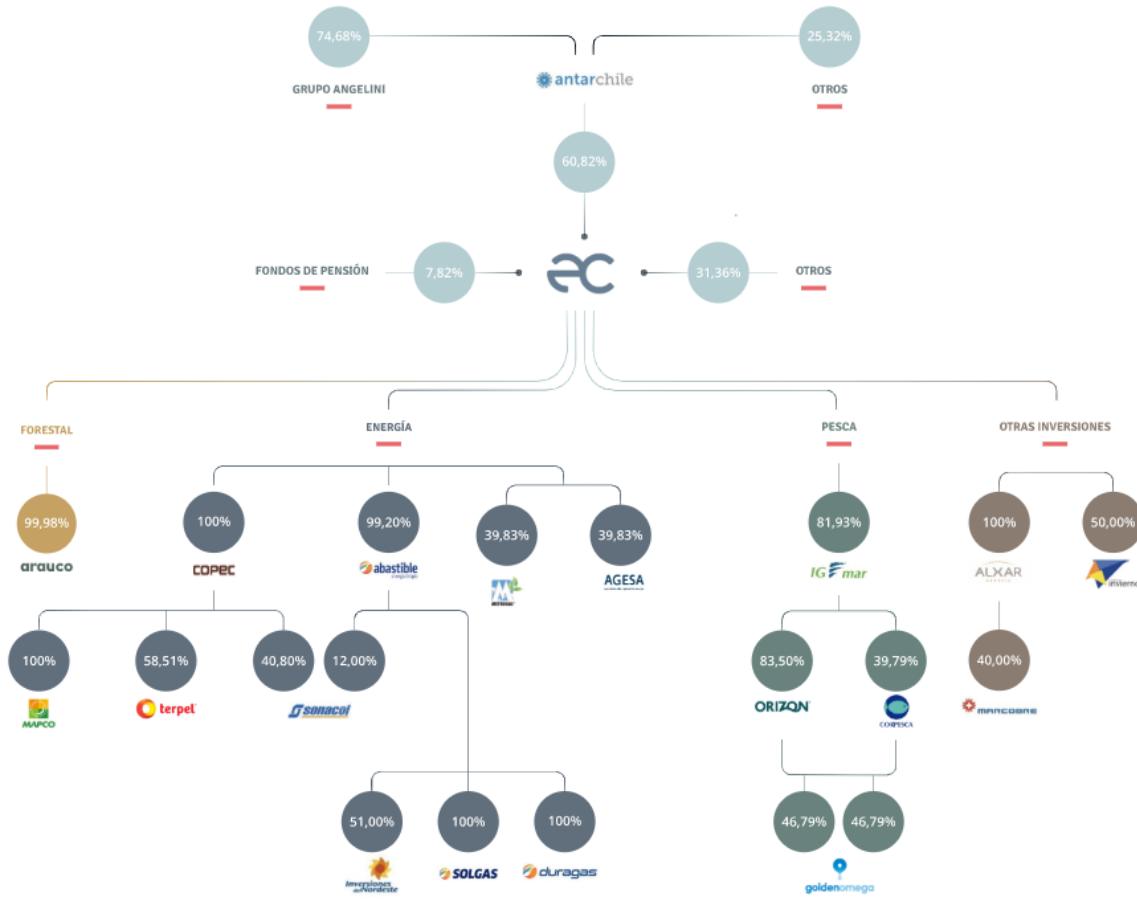 74,68%
25,32%
GRUPO ANGELINI
antarchile
OTROS
60,82%
FONDOS DE PENSIÓN
7,82%
31,36%
OTROS
FORESTAL
ENERGÍA
PESCA
OTRAS INVERSIONES
99,98%
100%
99,20%
39,83%
39,83%
81,93%
100%
50,00%
arauco
COPEC
abastible
AGESA
IG mar
ALXAR
invierno
100%
58,51%
40,80%
12,00%
83,50%
39,79%
40,00%
MAPCO
terpel
sonacol
ORIZON
CORPESCA
MARCOBRE
51,00%
100%
100%
46,79%
46,79%
Inversiones
del Nordeste
SOLGAS
duragas
goldenomega